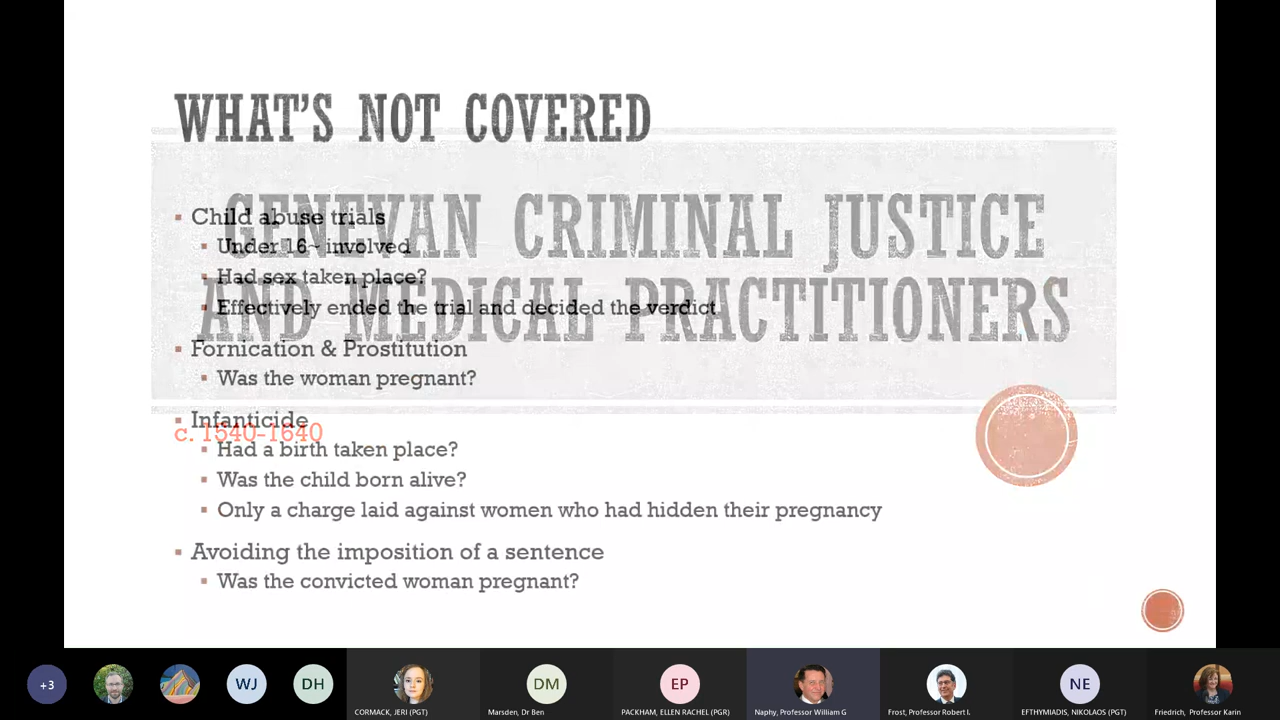 WHAT'S NOT COVERED
GENEVAN CRIMINAL JUSTICE
AND MEDICAL PRACTITIONERS
c. 1540-1640
Child abuse trials
Under 16~ involved
Had sex taken place?
Effectively ended the trial and decided the verdict
Fornication & Prostitution
Was the woman pregnant?
Infanticide
Had a birth taken place?
Was the child born alive?
Only a charge laid against women who had hidden their pregnancy
Avoiding the imposition of a sentence
Was the convicted woman pregnant?
+3
WJ
DH
DM
EP
NE
CORMACK, JERI (PGT)
Marsden, Dr Ben
PACKHAM, ELLEN RACHEL (PGR)
Naphy, Professor William G
Frost, Professor Robert I.
EFTHYMIADIS, NIKOLAOS (PGT)
Friedrich, Professor Karin